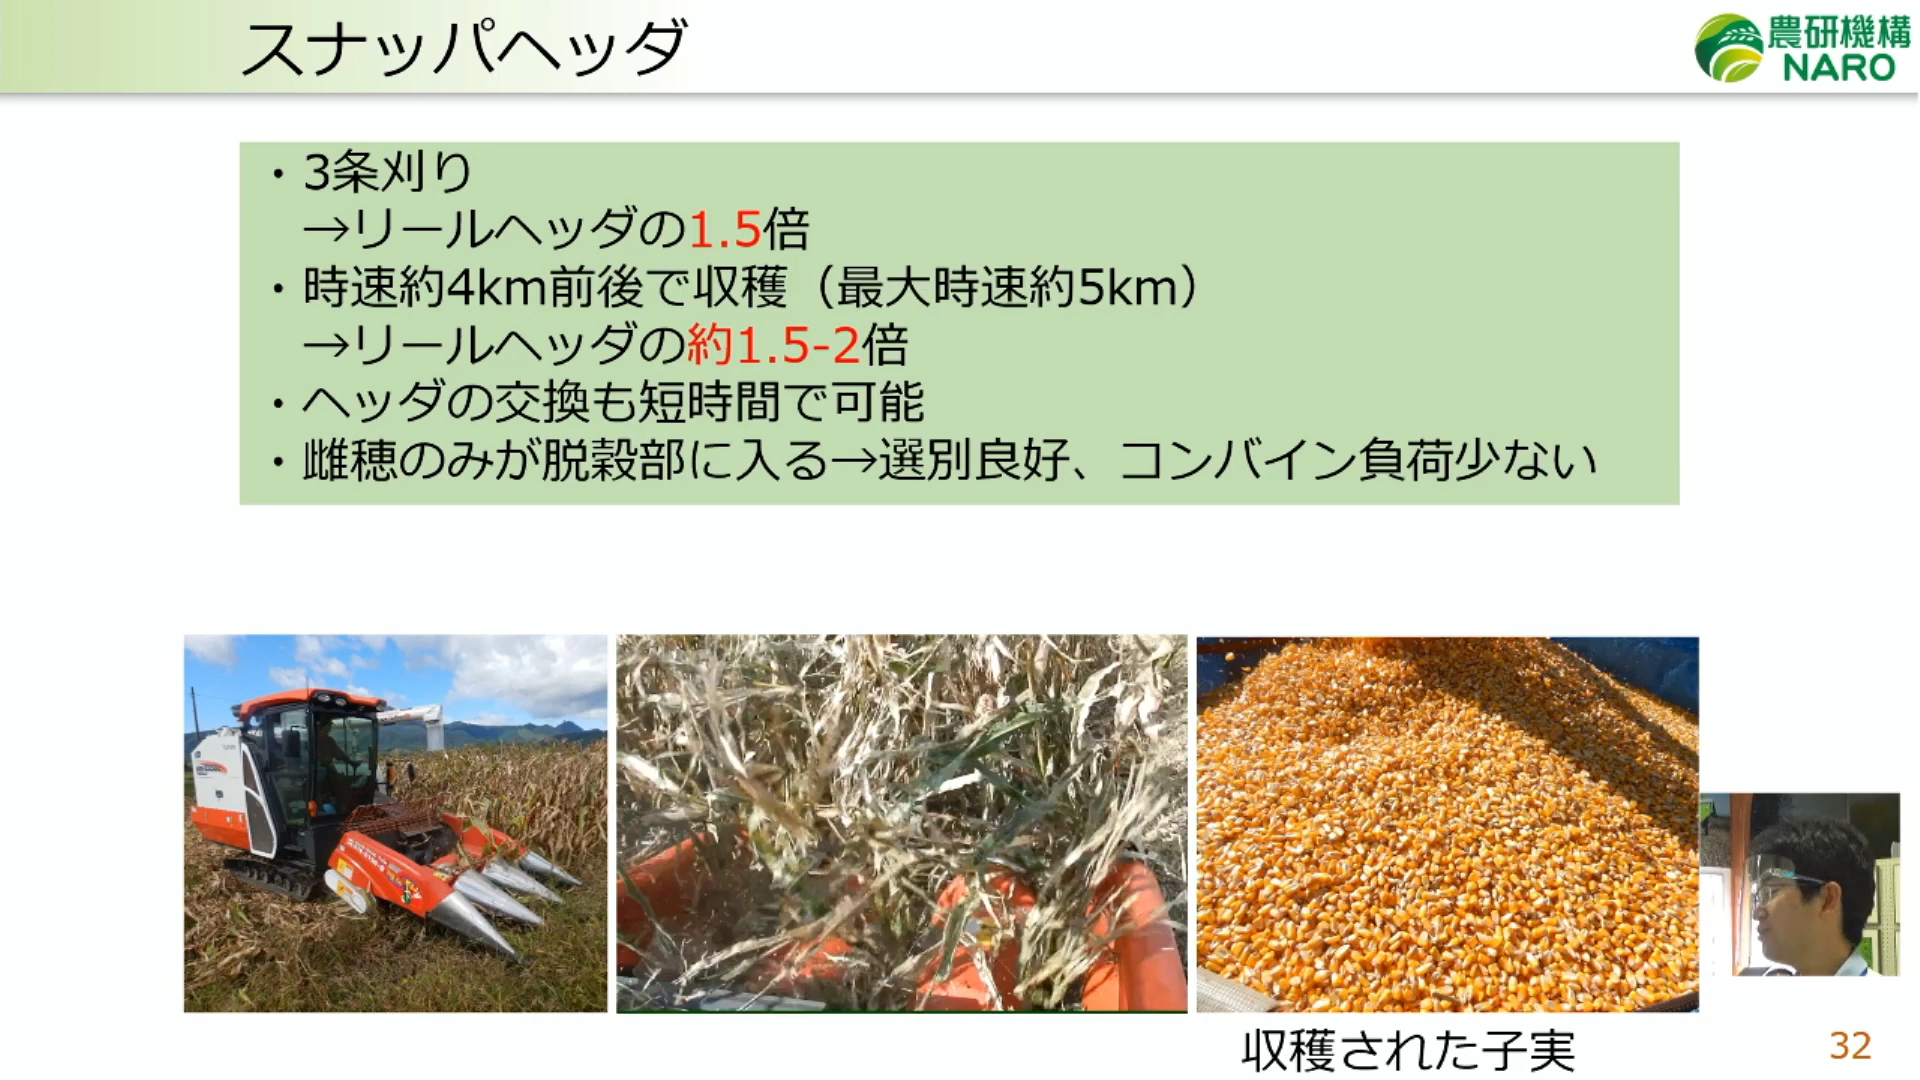 スナッパヘッダ
農研機構
NARO
・3条刈り
→リールヘッダの1.5倍
・時速約4km前後で収穫（最大時速約5km）
→リールヘッダの約1.5-2倍
・ヘッダの交換も短時間で可能
・雌穂のみが脱穀部に入る→選別良好、コンバイン負荷少ない
収穫された子実
32